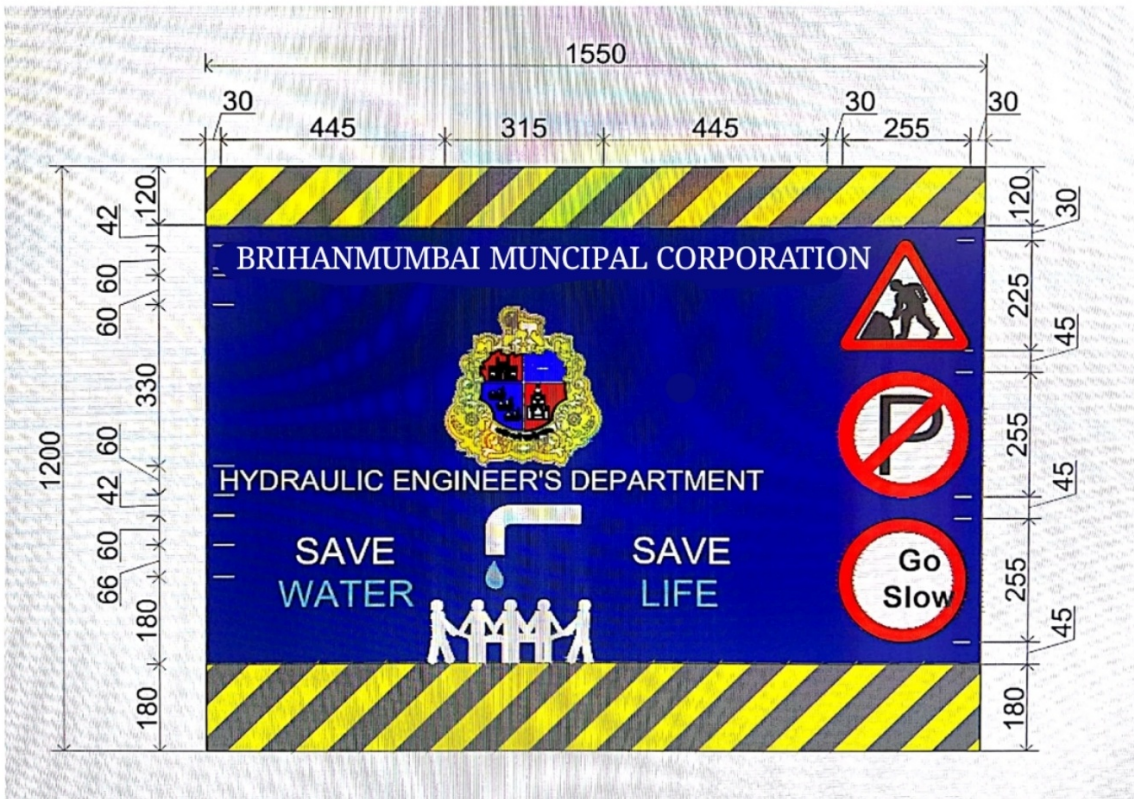 1550
30 30 30
445 315 445 255
120 120
42 30
60 225
60 45
330 255
1200
60 45
42
60 255
66 45
180
180 180
BRIHANMUMBAI MUNCIPAL CORPORATION
P
HYDRAULIC ENGINEER'S DEPARTMENT
SAVE SAVE
WATER LIFE
Go
Slow